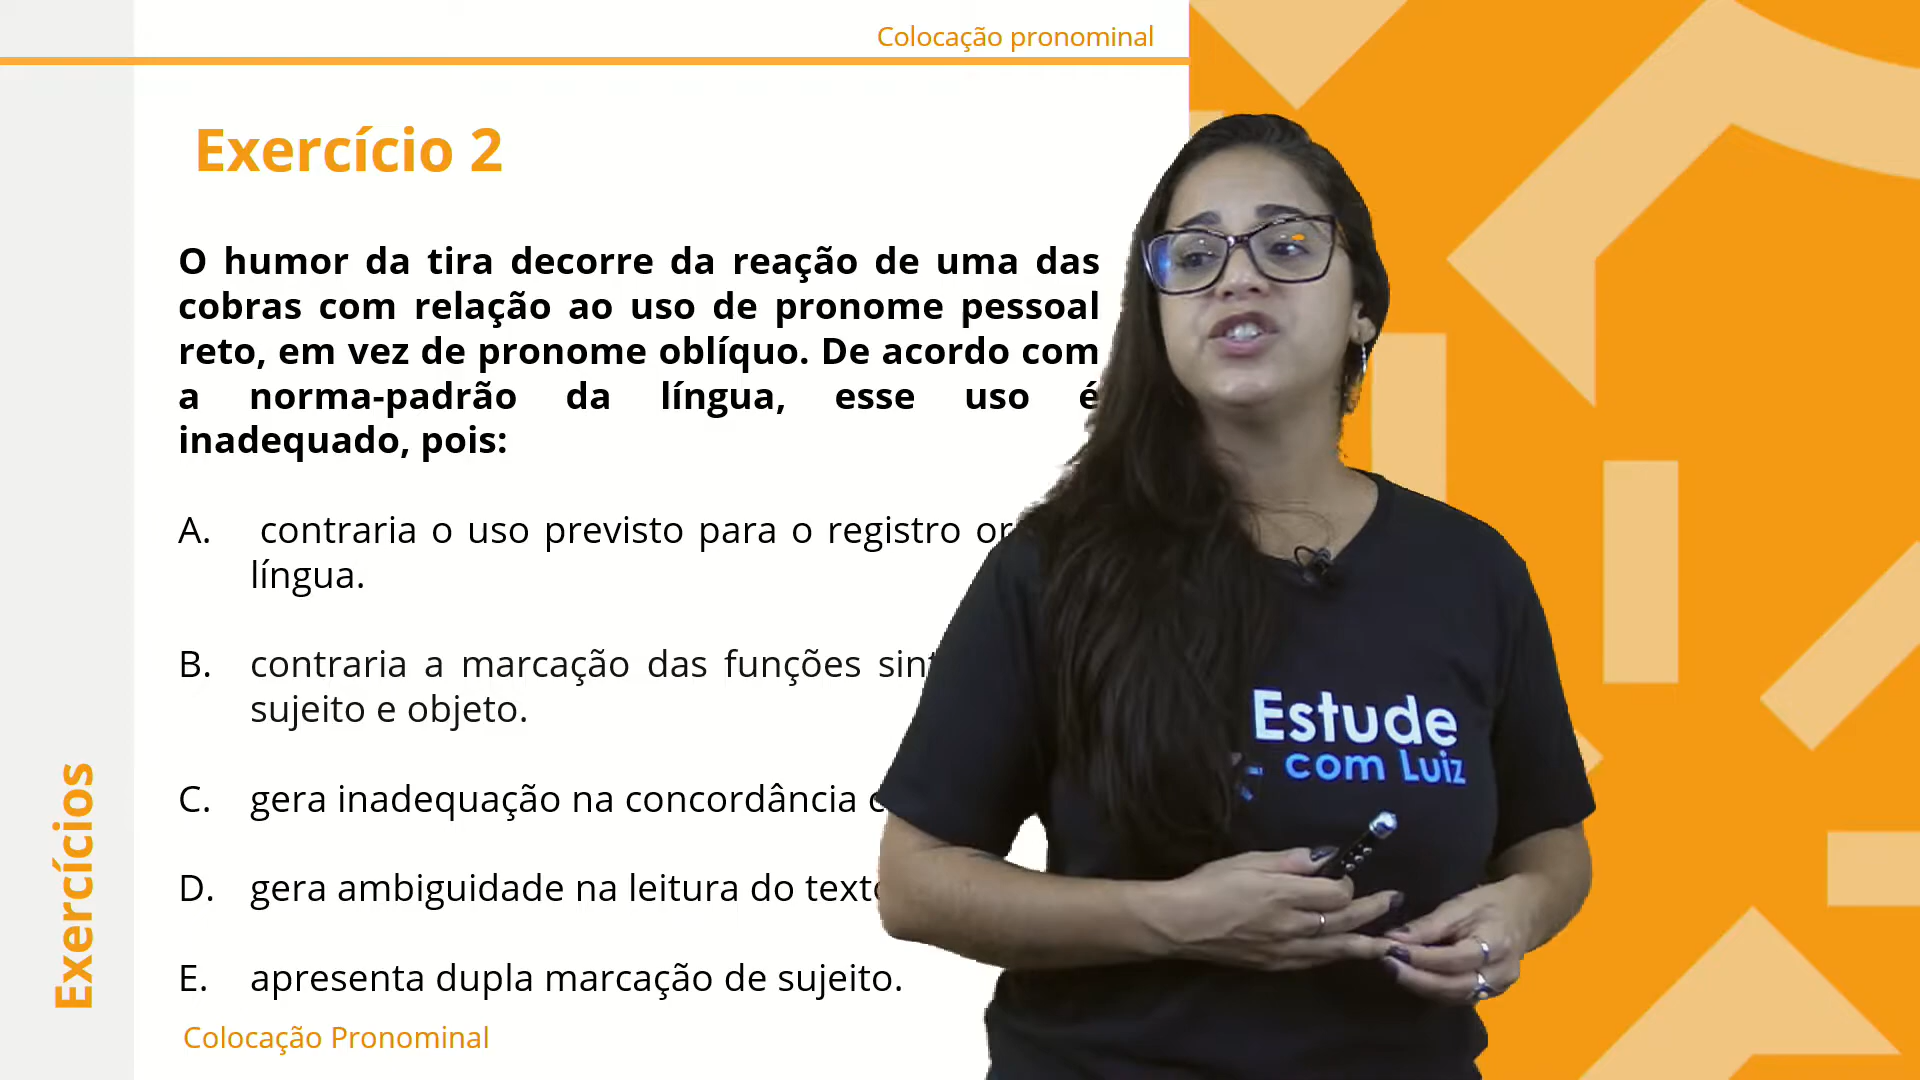 Colocação pronominal
Exercício 2
O humor da tira decorre da reação de uma das
cobras com relação ao uso de pronome pessoal
reto, em vez de pronome oblíquo. De acordo com
a norma-padrão da língua, esse uso é
inadequado, pois:
A. contraria o uso previsto para o registro
língua.
B. contraria a marcação das funções
sujeito e objeto.
C. gera inadequação na concordância
D. gera ambiguidade na leitura do
E. apresenta dupla marcação de sujeito.
Colocação Pronominal
Exercícios
Estude
com Luiz